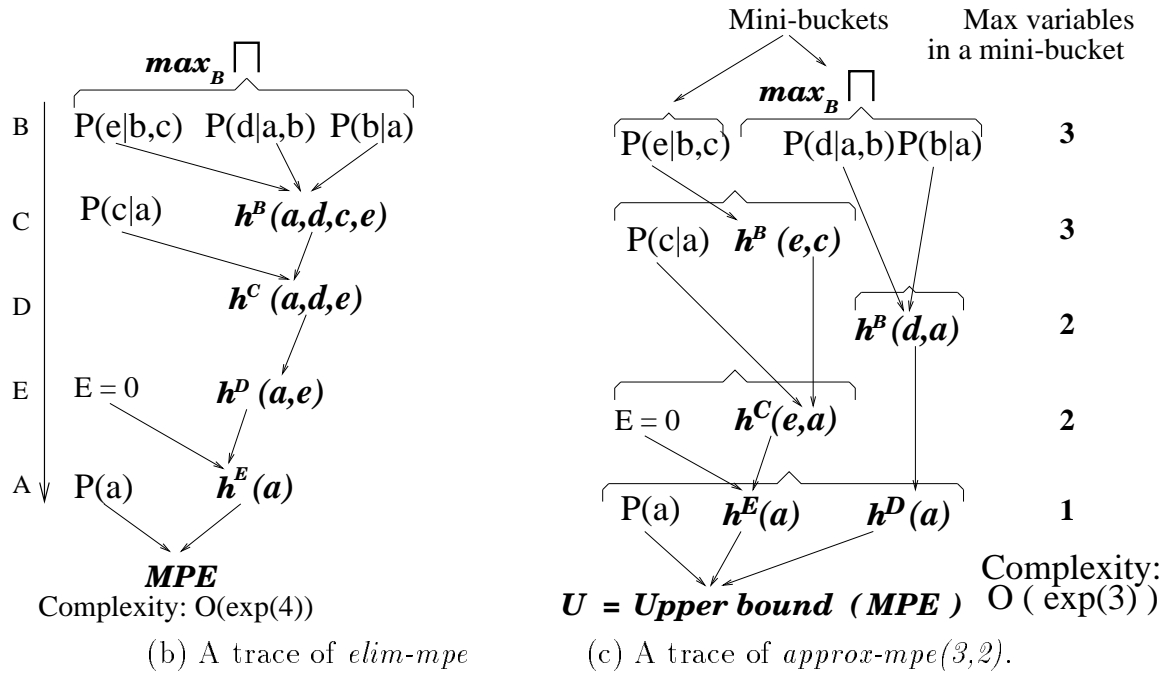 max_B ∏
B P(e|b,c) P(d|a,b) P(b|a)
C P(c|a) h^B (a,d,c,e)
D h^C (a,d,e)
E E = 0 h^D (a,e)
A P(a) h^E (a)
MPE
Complexity: O(exp(4))
(b) A trace of elim-mpe
Mini-buckets Max variables
in a mini-bucket
max_B ∏
P(e|b,c) P(d|a,b) P(b|a) 3
P(c|a) h^B (e,c) 3
h^B (d,a) 2
E = 0 h^C (e,a) 2
P(a) h^E (a) h^D (a) 1
Complexity:
U = Upper bound (MPE) O ( exp(3) )
(c) A trace of approx-mpe(3,2).